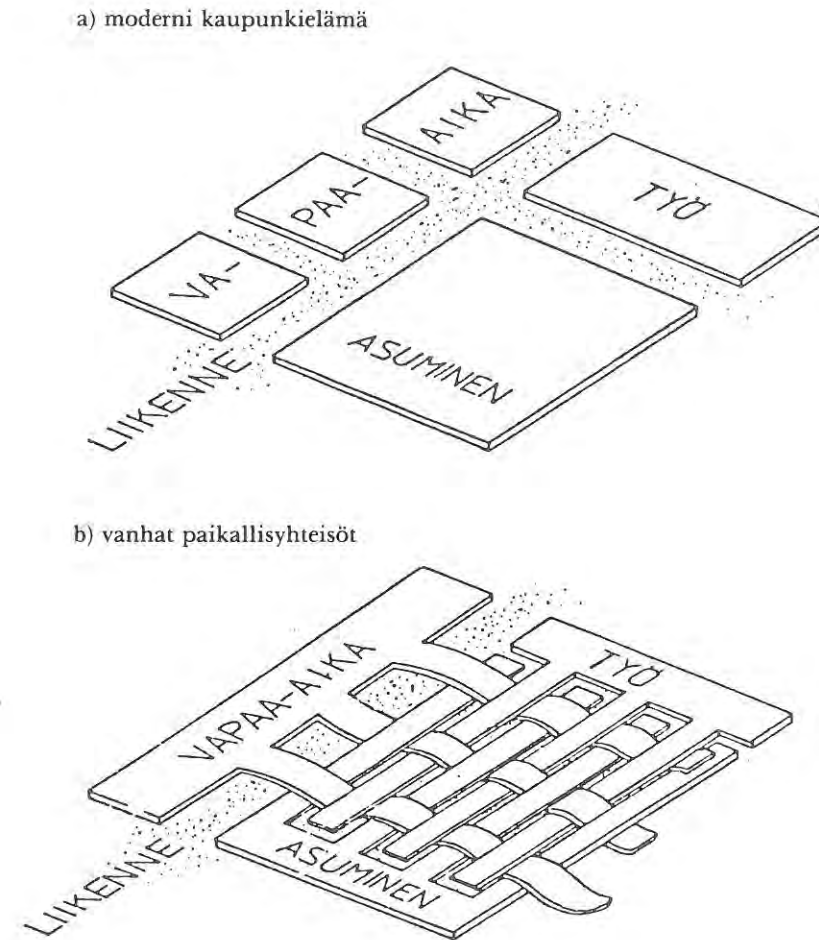 a) moderni kaupunkielämä
AIKA
PAA-
TYÖ
VA-
ASUMINEN
LIIKENNE
b) vanhat paikallisyhteisöt
VAPAA-AIKA
TYÖ
ASUMINEN
LIIKENNE